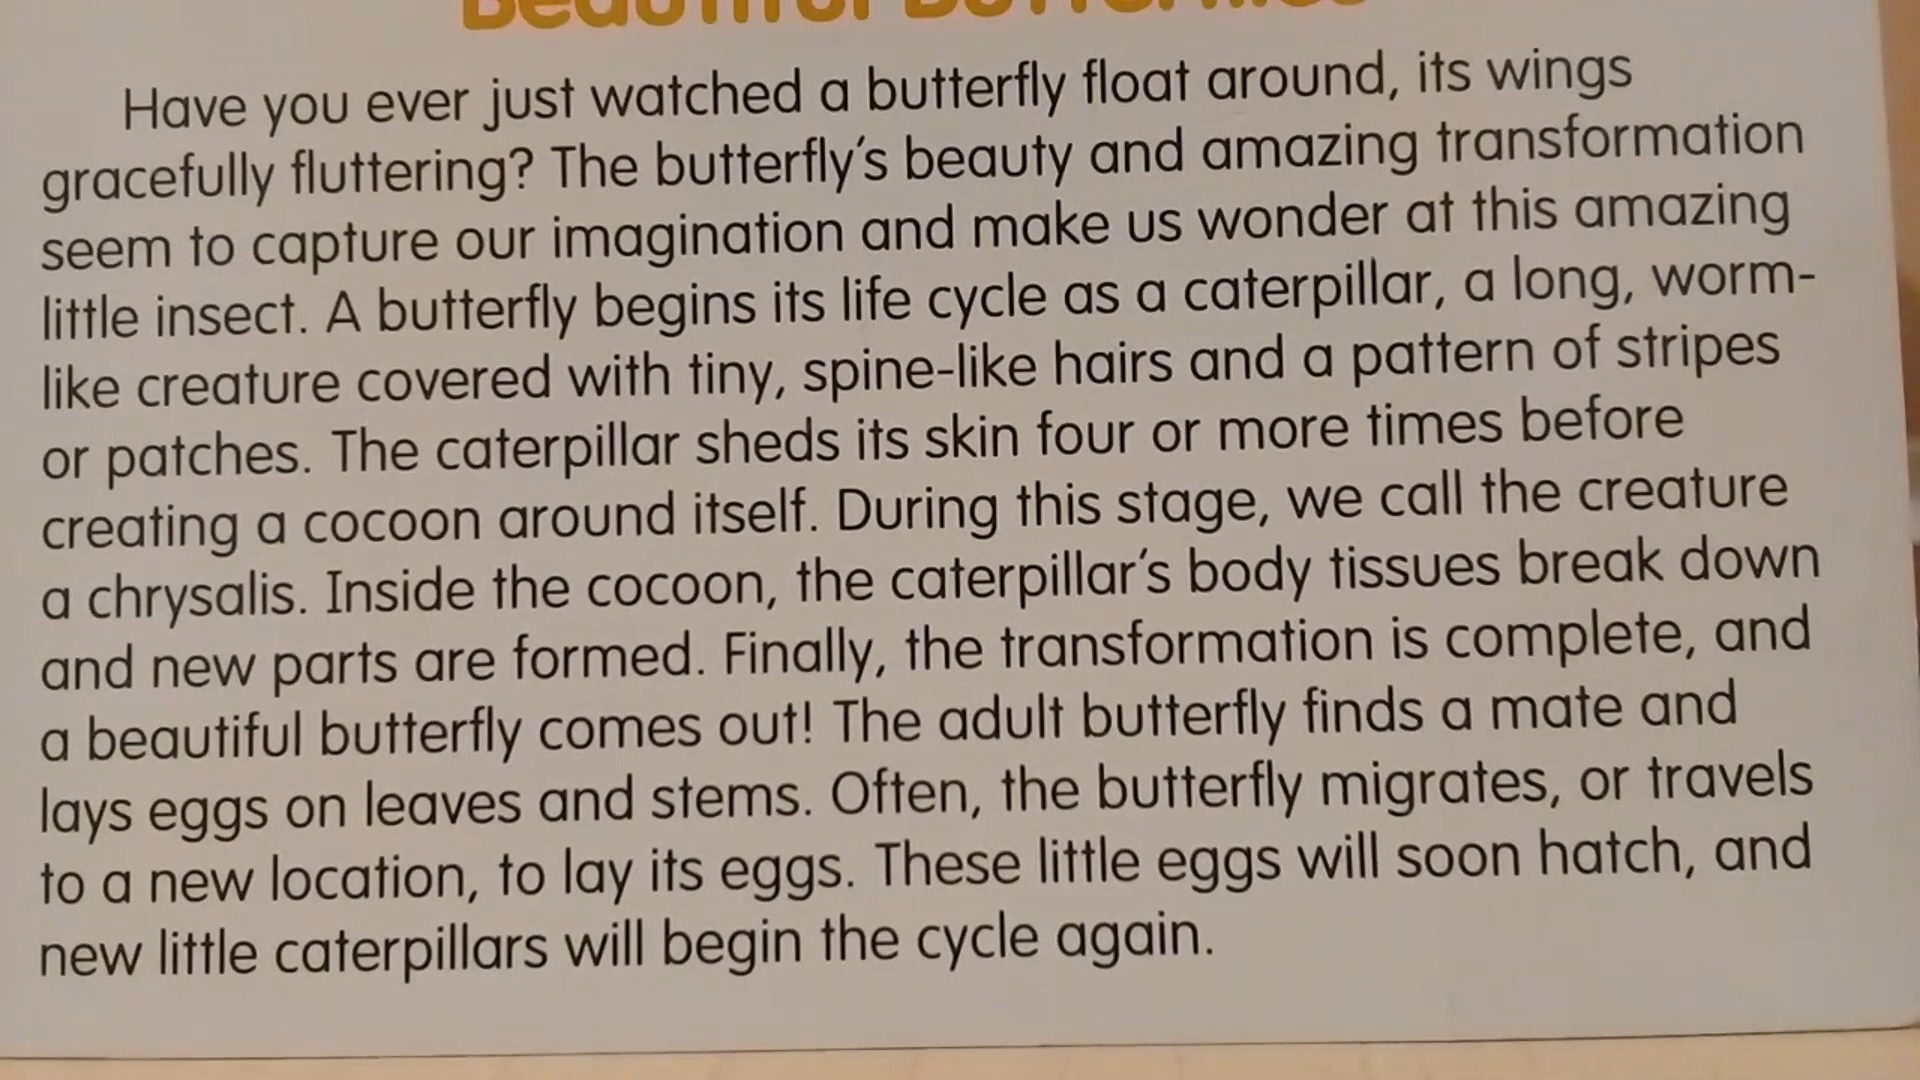 Beautiful Butterflies
Have you ever just watched a butterfly float around, its wings
gracefully fluttering? The butterfly's beauty and amazing transformation
seem to capture our imagination and make us wonder at this amazing
little insect. A butterfly begins its life cycle as a caterpillar, a long, worm-
like creature covered with tiny, spine-like hairs and a pattern of stripes
or patches. The caterpillar sheds its skin four or more times before
creating a cocoon around itself. During this stage, we call the creature
a chrysalis. Inside the cocoon, the caterpillar's body tissues break down
and new parts are formed. Finally, the transformation is complete, and
a beautiful butterfly comes out! The adult butterfly finds a mate and
lays eggs on leaves and stems. Often, the butterfly migrates, or travels
to a new location, to lay its eggs. These little eggs will soon hatch, and
new little caterpillars will begin the cycle again.